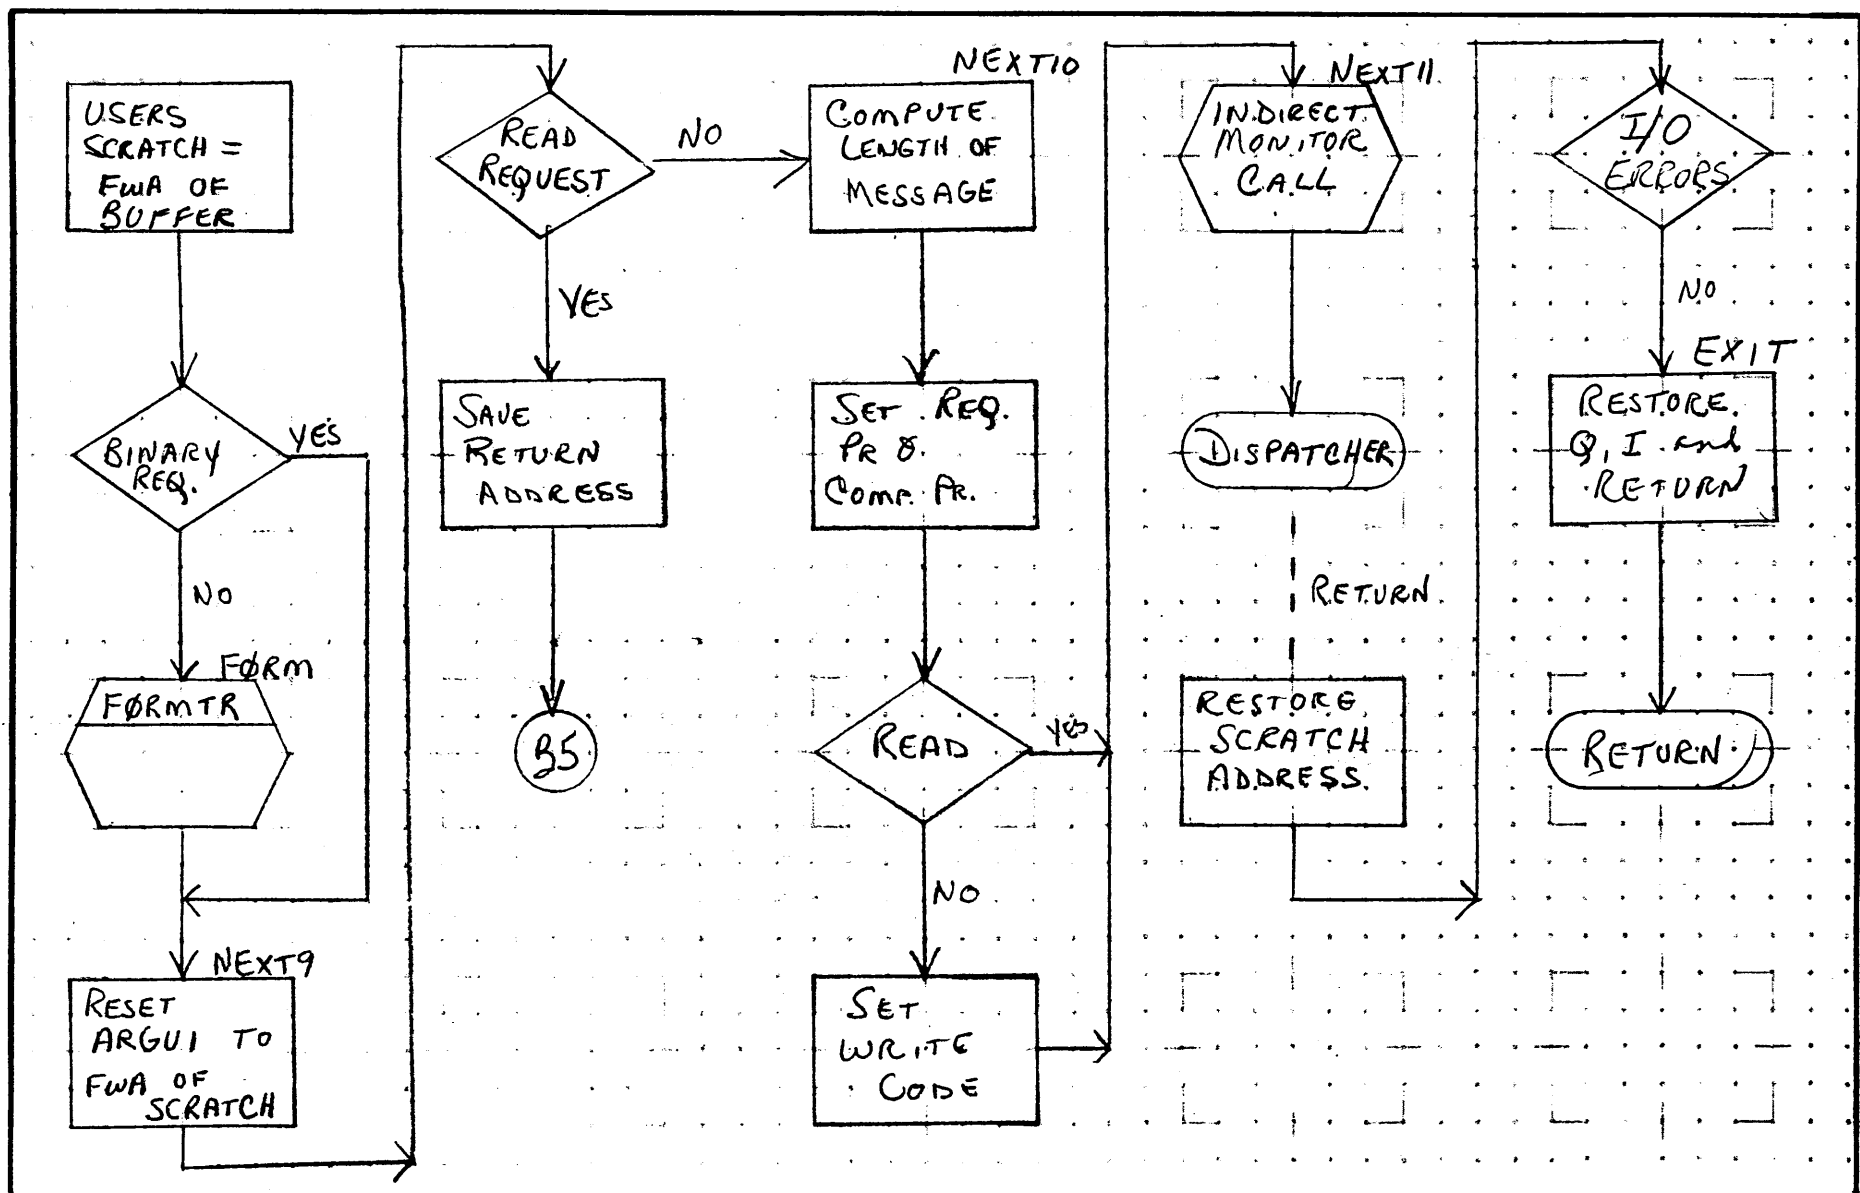 USERS
SCRATCH =
FWA OF
BUFFER
BINARY
REQ.
YES
NO
FØRM
FØRMTR
NEXT9
RESET
ARGUI TO
FWA OF
SCRATCH
READ
REQUEST
NO
YES
SAVE
RETURN
ADDRESS
B5
NEXT10
COMPUTE
LENGTH OF
MESSAGE
SET REQ.
PR &
COMP. PR.
READ
YES
NO
SET
WRITE
CODE
NEXT11
INDIRECT
MONITOR
CALL
DISPATCHER
RETURN
RESTORE
SCRATCH
ADDRESS.
I/O
ERRORS
NO
EXIT
RESTORE
Q, I and
RETURN
RETURN